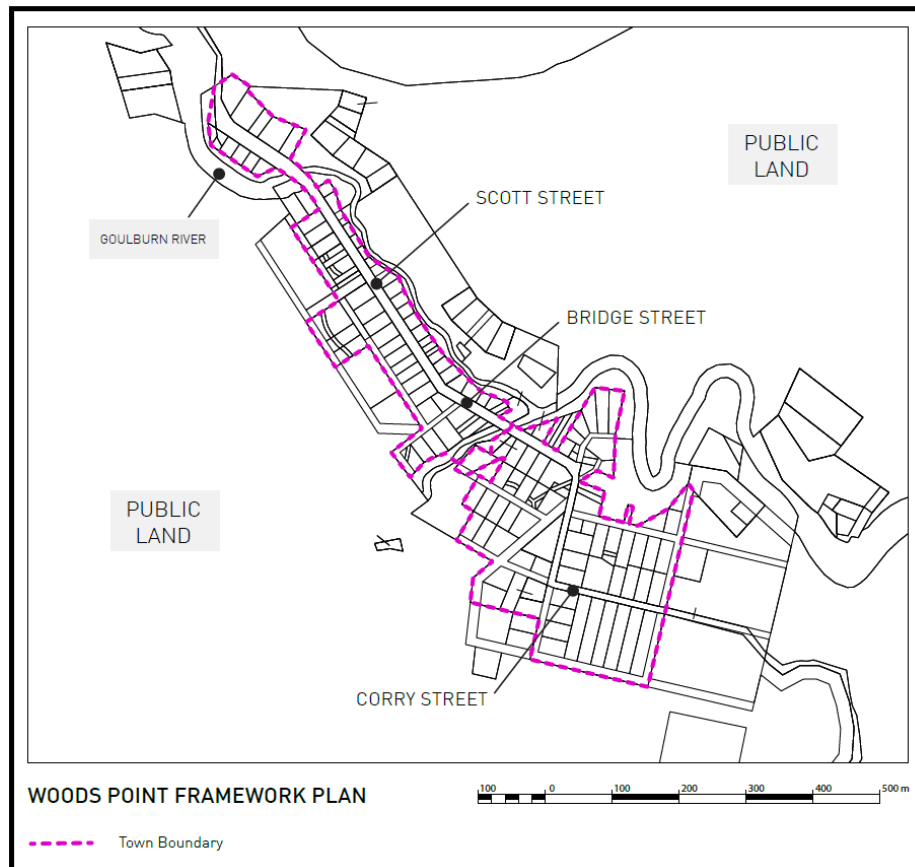 PUBLIC
LAND
SCOTT STREET
GOULBURN RIVER
BRIDGE STREET
PUBLIC
LAND
CORRY STREET
WOODS POINT FRAMEWORK PLAN
100 0 100 200 300 400 500 m
Town Boundary